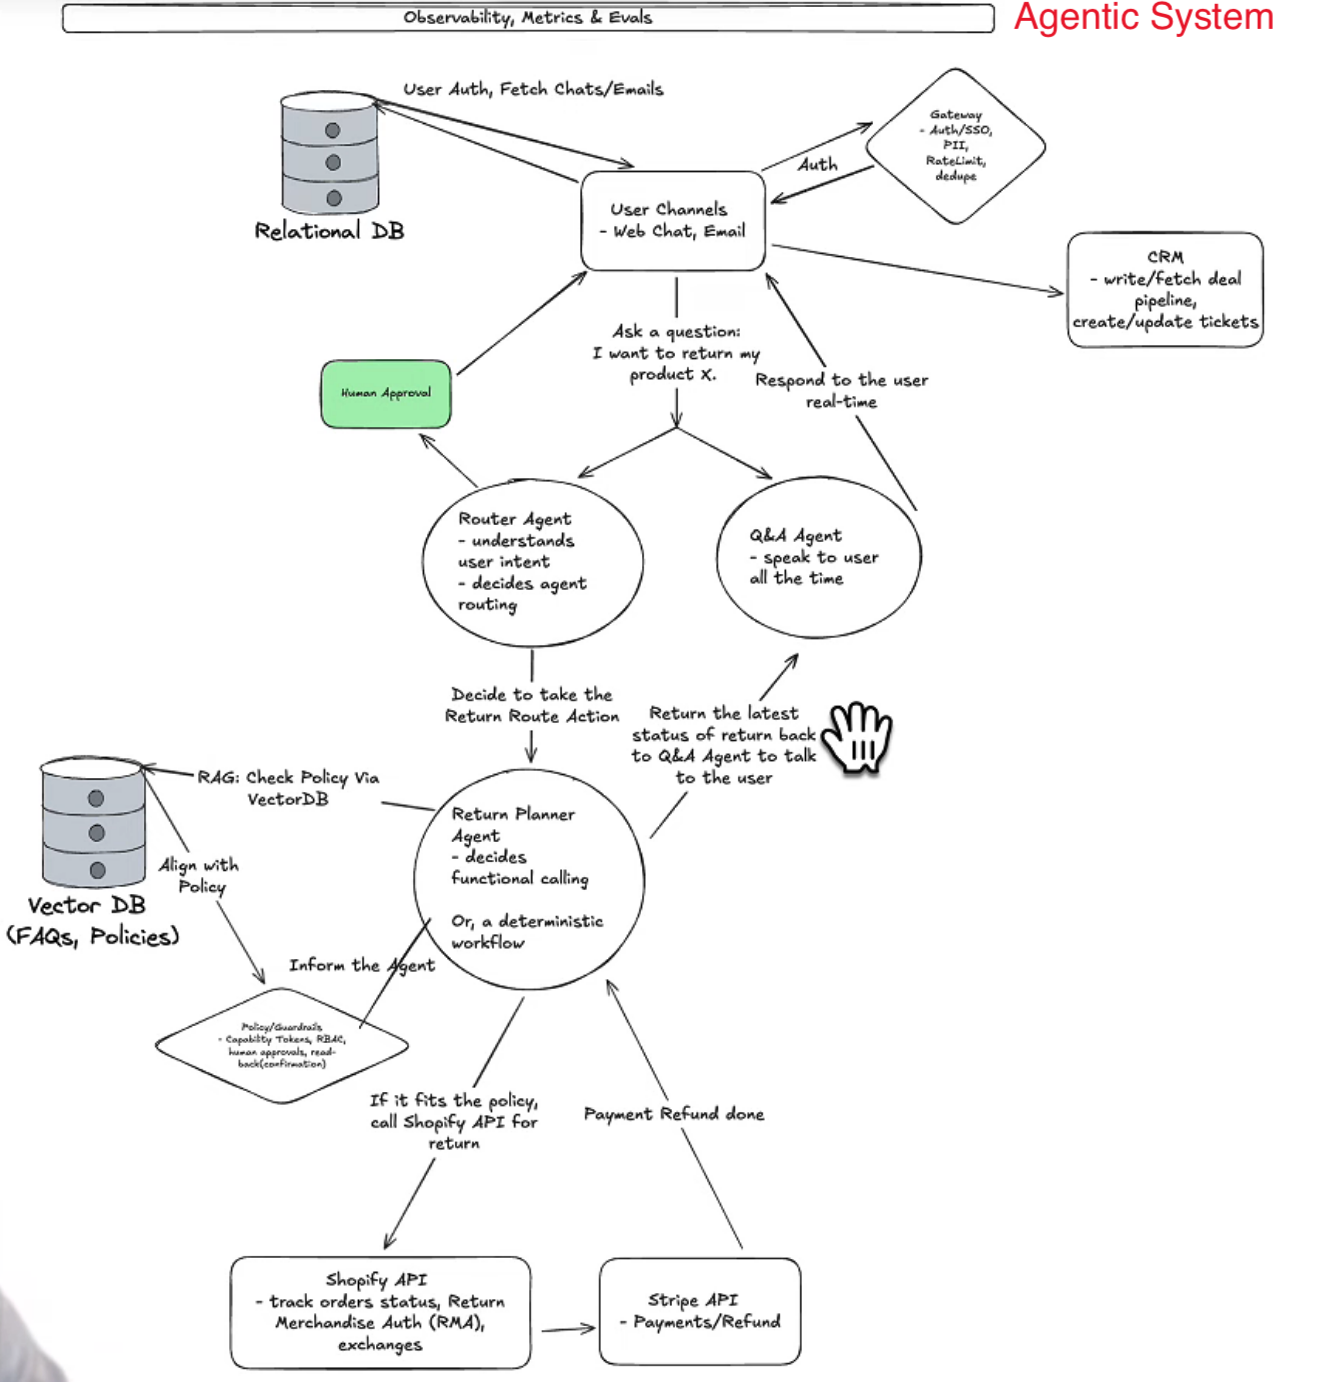 Observability, Metrics & Evals
Agentic System
User Auth, Fetch Chats/Emails
Gateway
- Auth/SSO,
PII,
RateLimit,
dedupe
Auth
Relational DB
User Channels
- Web Chat, Email
CRM
- write/fetch deal
pipeline,
create/update tickets
Ask a question:
I want to return my
product X.
Human Approval
Respond to the user
real-time
Router Agent
- understands
user intent
- decides agent
routing
Q&A Agent
- speak to user
all the time
Decide to take the
Return Route Action
Return the latest
status of return back
to Q&A Agent to talk
to the user
RAG: Check Policy Via
VectorDB
Return Planner
Agent
- decides
functional calling
Or, a deterministic
workflow
Align with
Policy
Vector DB
(FAQs, Policies)
Inform the Agent
Policy/Guardrails
- Capability Tokens, RBAC,
human approvals, read-
back(confirmation)
If it fits the policy,
call Shopify API for
return
Payment Refund done
Shopify API
- track orders status, Return
Merchandise Auth (RMA),
exchanges
Stripe API
- Payments/Refund